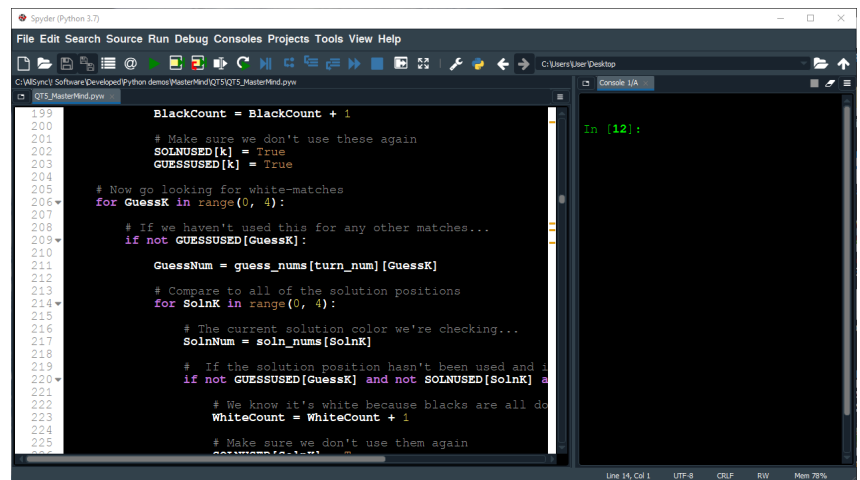 Spyder (Python 3.7)
File Edit Search Source Run Debug Consoles Projects Tools View Help
C:\Users\User\Desktop
C:\AllSync\! Software\Developed\Python demos\MasterMind\QT5\QT5_MasterMind.pyw
QT5_MasterMind.pyw
Console 1/A
199 BlackCount = BlackCount + 1
200
201 # Make sure we don't use these again
202 SOLNUSED[k] = True
203 GUESSUSED[k] = True
204
205 # Now go looking for white-matches
206 for GuessK in range(0, 4):
207
208 # If we haven't used this for any other matches...
209 if not GUESSUSED[GuessK]:
210
211 GuessNum = guess_nums[turn_num][GuessK]
212
213 # Compare to all of the solution positions
214 for SolnK in range(0, 4):
215
216 # The current solution color we're checking...
217 SolnNum = soln_nums[SolnK]
218
219 # If the solution position hasn't been used and i
220 if not GUESSUSED[GuessK] and not SOLNUSED[SolnK] a
221
222 # We know it's white because blacks are all do
223 WhiteCount = WhiteCount + 1
224
225 # Make sure we don't use them again
In [12]:
Line 14, Col 1 UTF-8 CRLF RW Mem 78%